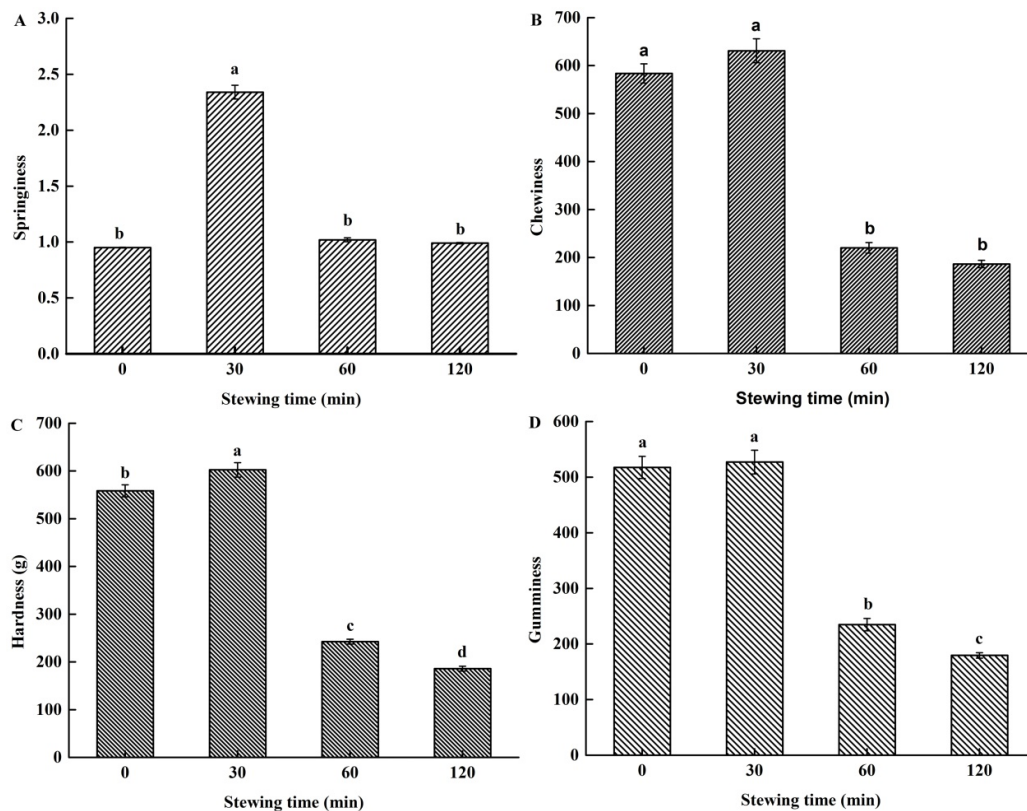 A
3.0
2.5
2.0
1.5
1.0
0.5
0.0
Springiness
b
a
b
b
0 30 60 120
Stewing time (min)
B
700
600
500
400
300
200
100
0
Chewiness
a
a
b
b
0 30 60 120
Stewing time (min)
C
700
600
500
400
300
200
100
0
Hardness (g)
b
a
c
d
0 30 60 120
Stewing time (min)
D
600
500
400
300
200
100
0
Gumminess
a
a
b
c
0 30 60 120
Stewing time (min)